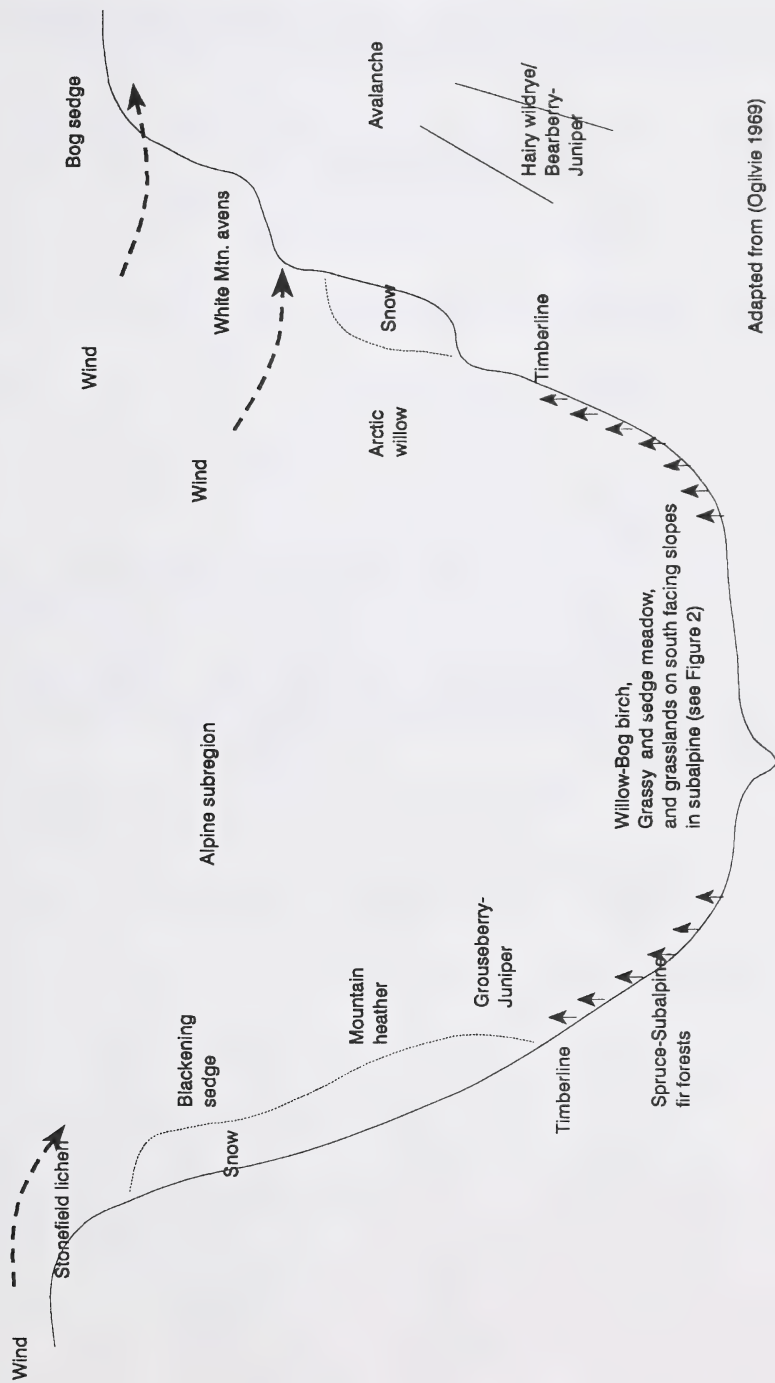 Wind
Stonefield lichen
Blackening
sedge
Snow
Mountain
heather
Grouseberry-
Juniper
Timberline
Spruce-Subalpine
fir forests
Alpine subregion
Willow-Bog birch,
Grassy and sedge meadow,
and grasslands on south facing slopes
in subalpine (see Figure 2)
Wind
Wind
Arctic
willow
Snow
White Mtn. avens
Bog sedge
Timberline
Avalanche
Hairy wildrye/
Bearberry-
Juniper
Adapted from (Ogilvie 1969)